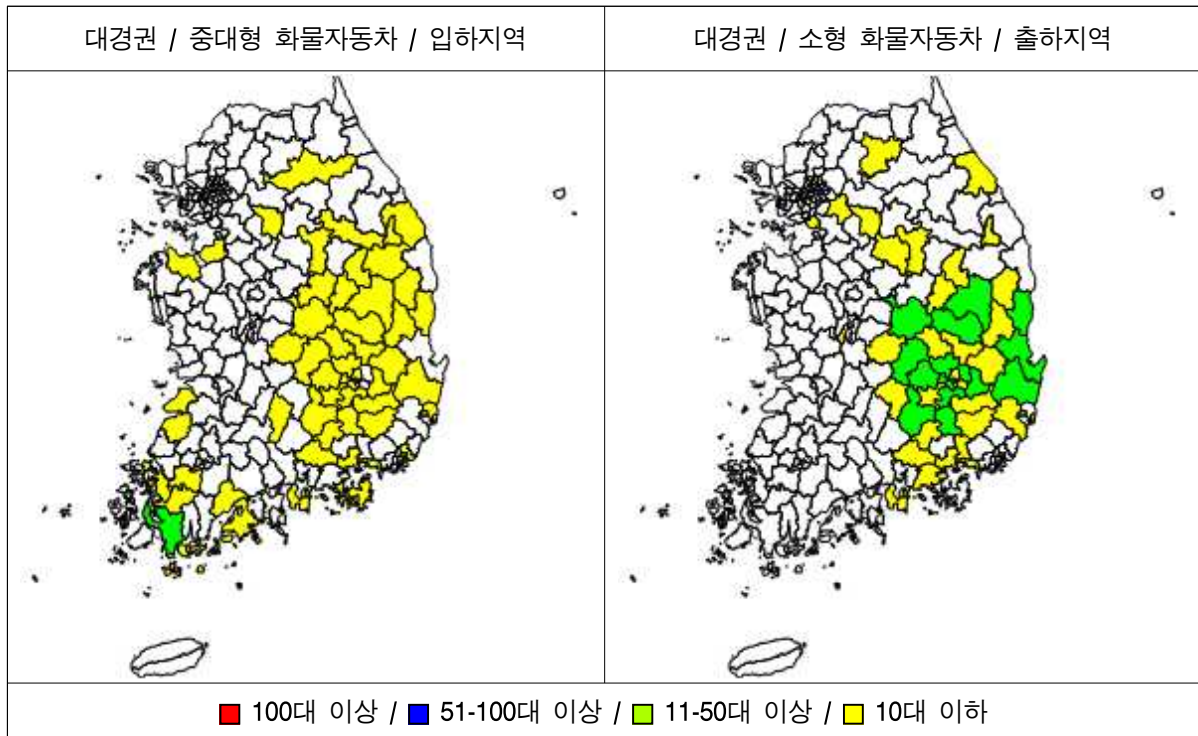 대경권 / 중대형 화물자동차 / 입하지역
대경권 / 소형 화물자동차 / 출하지역
100대 이상 / 51-100대 이상 / 11-50대 이상 / 10대 이하